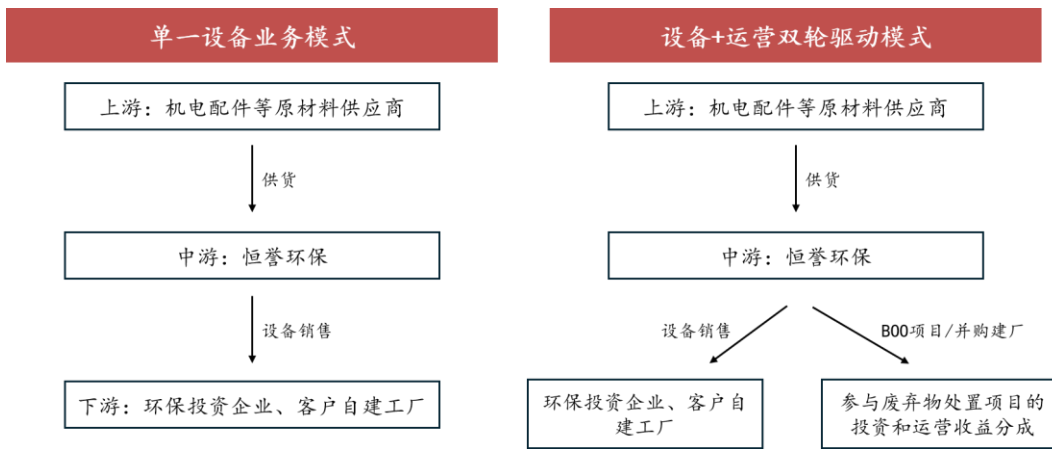 单一设备业务模式
上游：机电配件等原材料供应商
供货
中游：恒誉环保
设备销售
下游：环保投资企业、客户自建工厂
设备+运营双轮驱动模式
上游：机电配件等原材料供应商
供货
中游：恒誉环保
设备销售
BOO项目/并购建厂
环保投资企业、客户自
建工厂
参与废弃物处置项目的
投资和运营收益分成